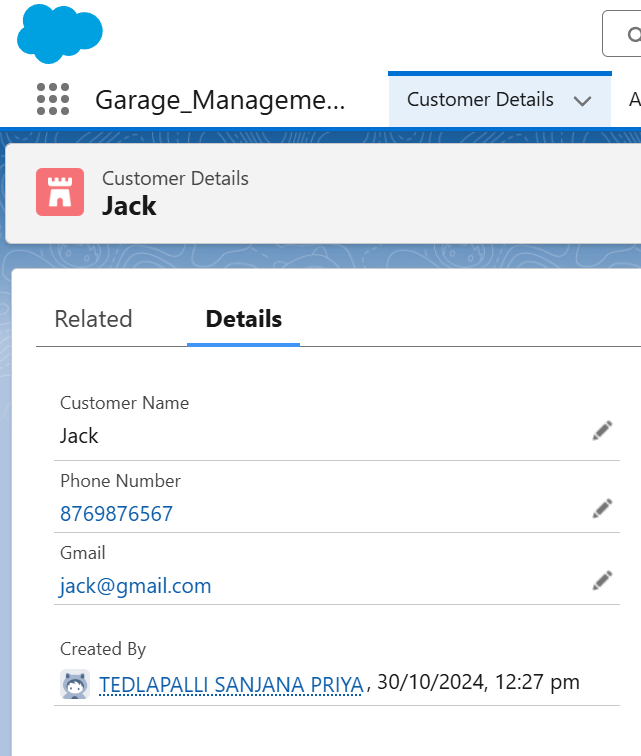 Garage_Manageme...
Customer Details
A
Customer Details
Jack
Related
Details
Customer Name
Jack
Phone Number
8769876567
Gmail
jack@gmail.com
Created By
TEDLAPALLI SANJANA PRIYA, 30/10/2024, 12:27 pm